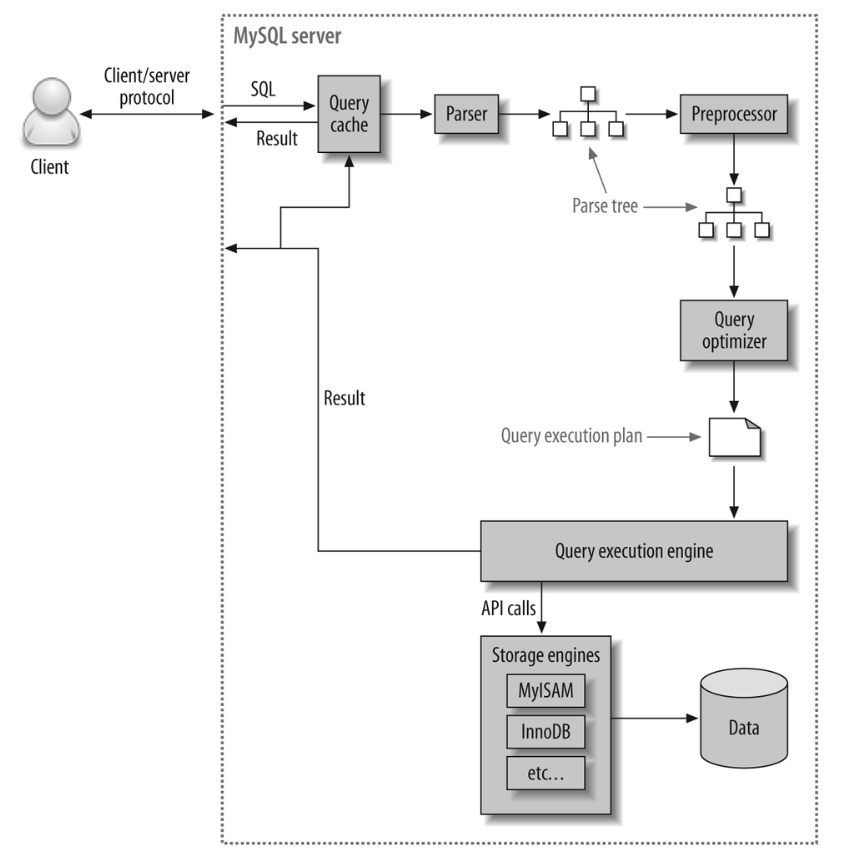 MySQL server
Client/server
protocol
SQL
Result
Query
cache
Parser
Preprocessor
Client
Parse tree
Query
optimizer
Result
Query execution plan
Query execution engine
API calls
Storage engines
MyISAM
InnoDB
etc...
Data